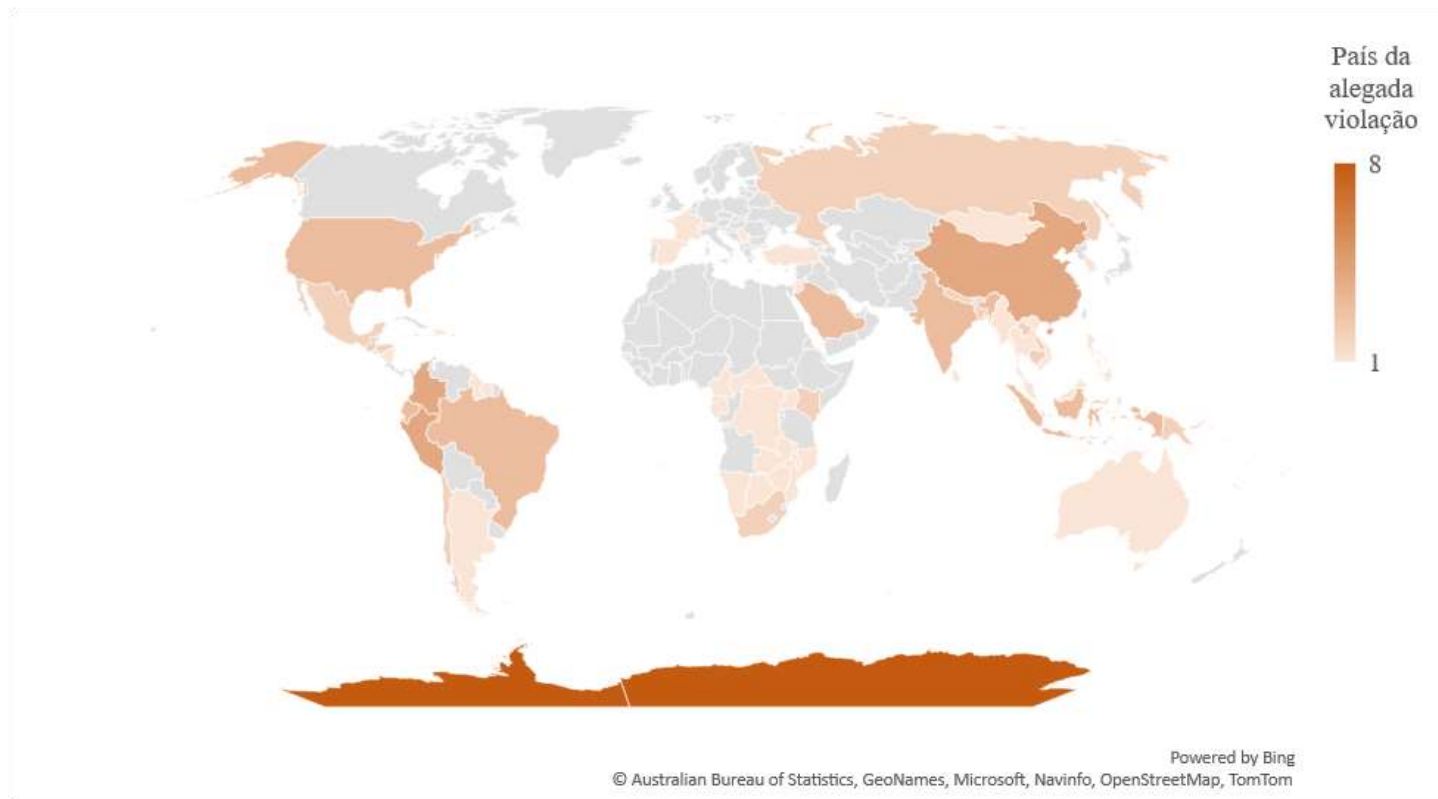 País da
alegada
violação
8
1
Powered by Bing
© Australian Bureau of Statistics, GeoNames, Microsoft, Navinfo, OpenStreetMap, TomTom